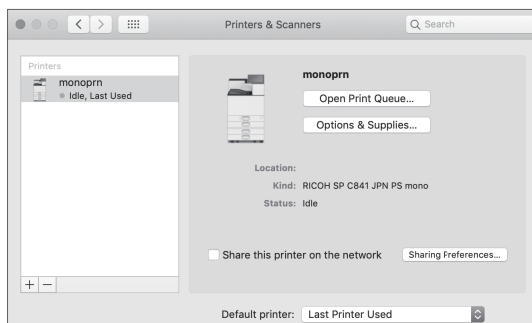 Printers & Scanners
Search
Printers
monoprn
Idle, Last Used
monoprn
Open Print Queue...
Options & Supplies...
Location:
Kind: RICOH SP C841 JPN PS mono
Status: Idle
Share this printer on the network
Sharing Preferences...
+ −
Default printer: Last Printer Used